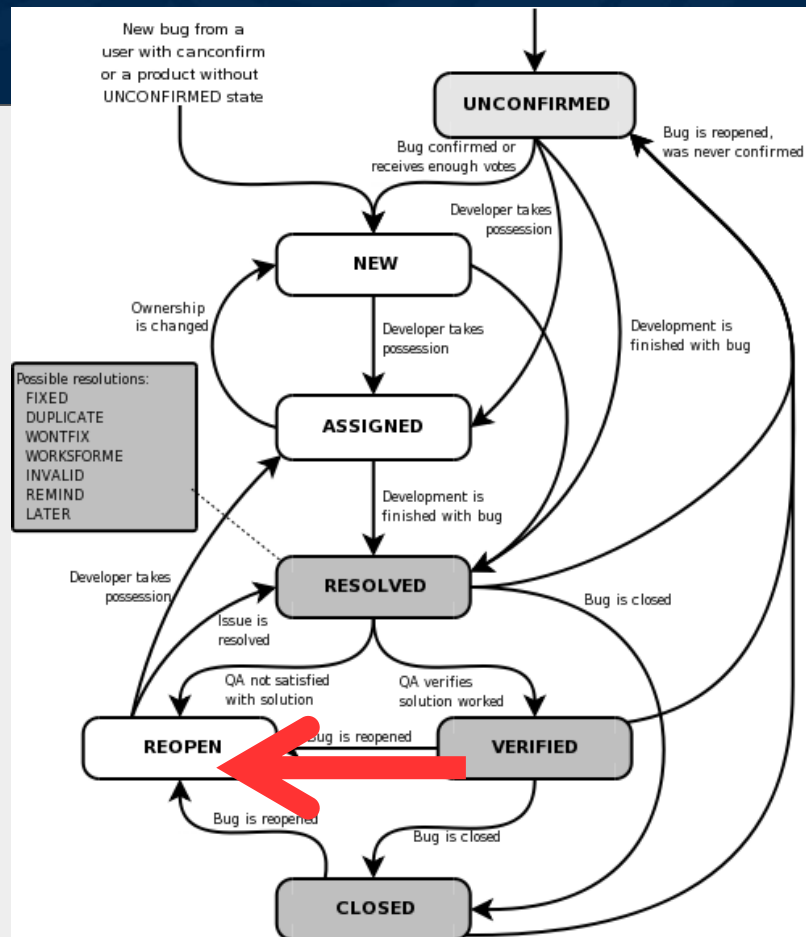 New bug from a
user with canconfirm
or a product without
UNCONFIRMED state
UNCONFIRMED
Bug is reopened,
was never confirmed
Bug confirmed or
receives enough votes
Developer takes
possession
NEW
Ownership
is changed
Developer takes
possession
Development is
finished with bug
Possible resolutions:
FIXED
DUPLICATE
WONTFIX
WORKSFORME
INVALID
REMIND
LATER
ASSIGNED
Development is
finished with bug
Developer takes
possession
RESOLVED
Bug is closed
Issue is
resolved
QA not satisfied
with solution
QA verifies
solution worked
REOPEN
Bug is reopened
VERIFIED
Bug is reopened
Bug is closed
CLOSED